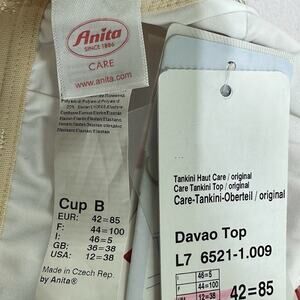 Anita
SINCE 1886
CARE
www.anita.com
Cup B
EUR: 42=85
F: 44=100
I: 46=5
GB: 36=38
USA: 12=38
Made in Czech Rep.
by Anita®
Tankini Haut Care / original
Care Tankini Top / original
Care-Tankini-Oberteil / original
Davao Top
L7 6521-1.009
I 46=5
F 44=100
42=85